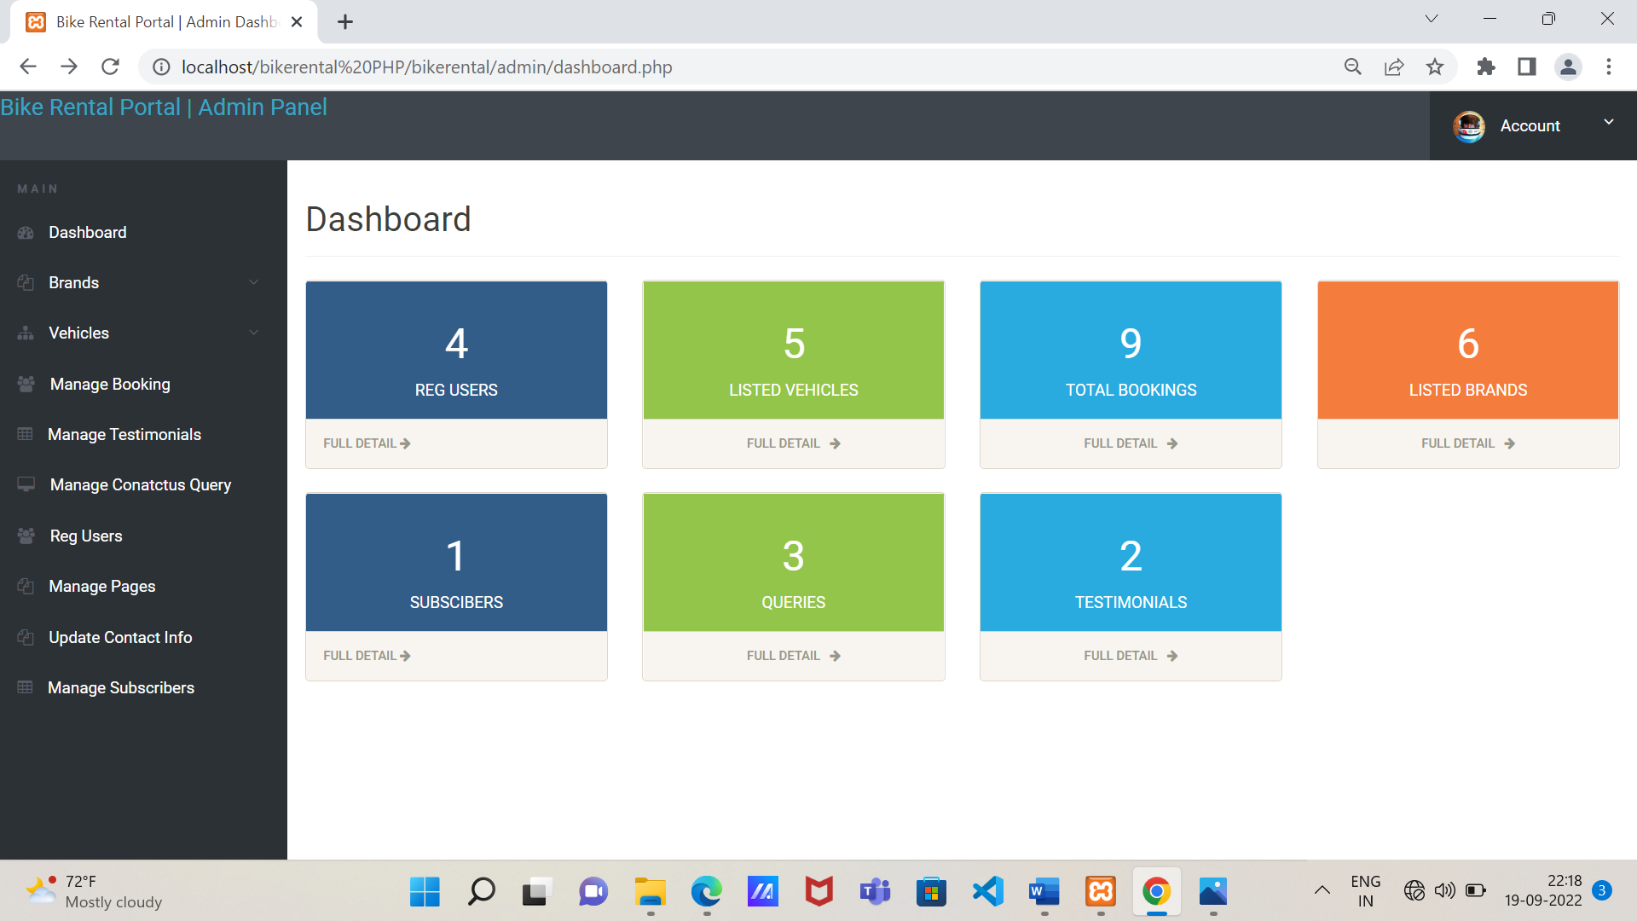 Bike Rental Portal | Admin Dashb
localhost/bikerental%20PHP/bikerental/admin/dashboard.php
Bike Rental Portal | Admin Panel
Account
MAIN
Dashboard
Brands
Vehicles
Manage Booking
Manage Testimonials
Manage Conatctus Query
Reg Users
Manage Pages
Update Contact Info
Manage Subscribers
Dashboard
4
REG USERS
FULL DETAIL
5
LISTED VEHICLES
FULL DETAIL
9
TOTAL BOOKINGS
FULL DETAIL
6
LISTED BRANDS
FULL DETAIL
1
SUBSCIBERS
FULL DETAIL
3
QUERIES
FULL DETAIL
2
TESTIMONIALS
FULL DETAIL
72°F
Mostly cloudy
ENG
IN
22:18
19-09-2022
3